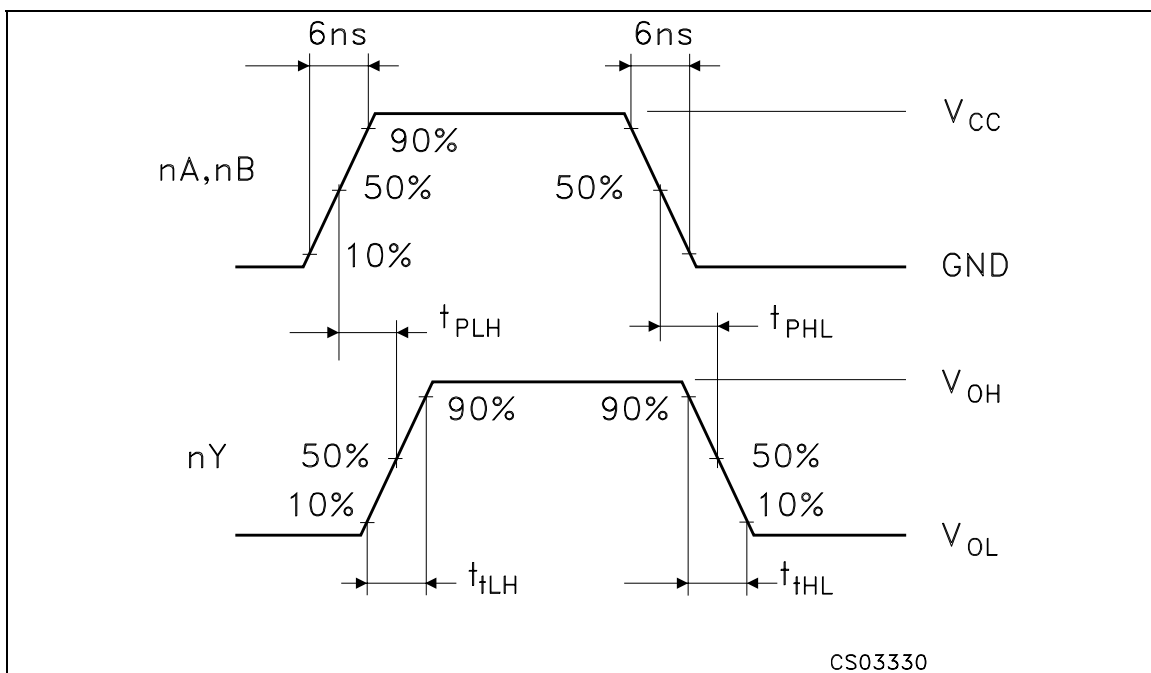 6ns 6ns
V_CC
90%
nA,nB
50% 50%
10%
GND
t_PLH t_PHL
V_OH
90% 90%
nY
50% 50%
10% 10%
V_OL
t_tLH t_tHL
CS03330